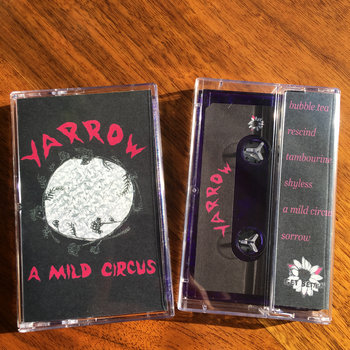 YARROW
A MILD CIRCUS
YARROW
bubble tea
rescind
tambourine
shyless
a mild circus
sorrow